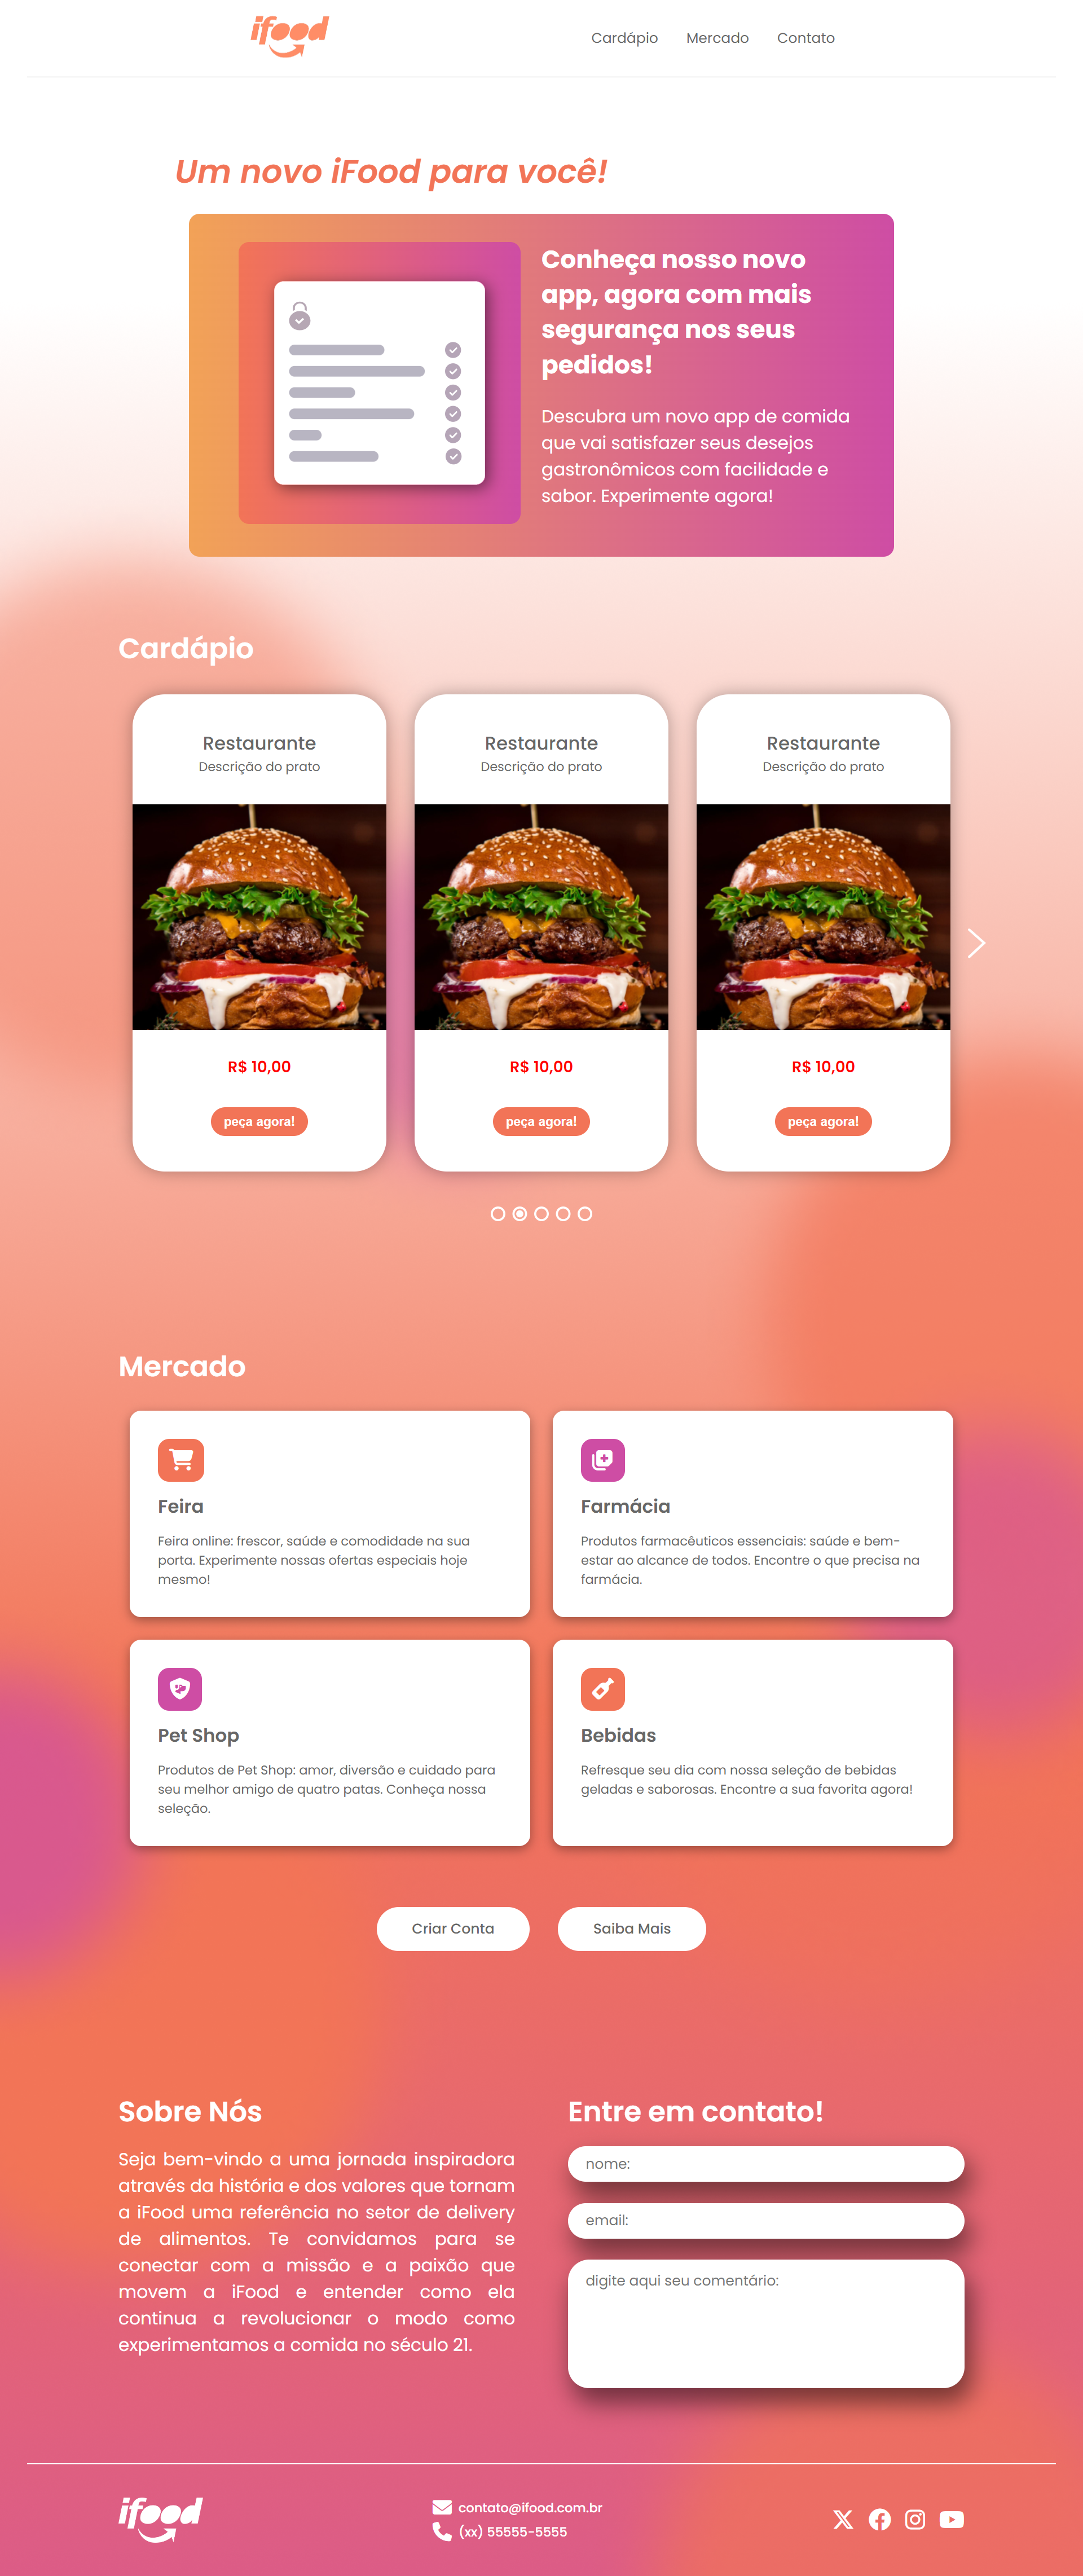 ifood
Cardápio Mercado Contato
Um novo iFood para você!
Conheça nosso novo
app, agora com mais
segurança nos seus
pedidos!
Descubra um novo app de comida
que vai satisfazer seus desejos
gastronômicos com facilidade e
sabor. Experimente agora!
Cardápio
Restaurante
Descrição do prato
R$ 10,00
peça agora!
Restaurante
Descrição do prato
R$ 10,00
peça agora!
Restaurante
Descrição do prato
R$ 10,00
peça agora!
Mercado
Feira
Feira online: frescor, saúde e comodidade na sua
porta. Experimente nossas ofertas especiais hoje
mesmo!
Farmácia
Produtos farmacêuticos essenciais: saúde e bem-
estar ao alcance de todos. Encontre o que precisa na
farmácia.
Pet Shop
Produtos de Pet Shop: amor, diversão e cuidado para
seu melhor amigo de quatro patas. Conheça nossa
seleção.
Bebidas
Refresque seu dia com nossa seleção de bebidas
geladas e saborosas. Encontre a sua favorita agora!
Criar Conta
Saiba Mais
Sobre Nós
Seja bem-vindo a uma jornada inspiradora
através da história e dos valores que tornam
a iFood uma referência no setor de delivery
de alimentos. Te convidamos para se
conectar com a missão e a paixão que
movem a iFood e entender como ela
continua a revolucionar o modo como
experimentamos a comida no século 21.
Entre em contato!
nome:
email:
digite aqui seu comentário:
ifood
contato@ifood.com.br
(xx) 55555-5555